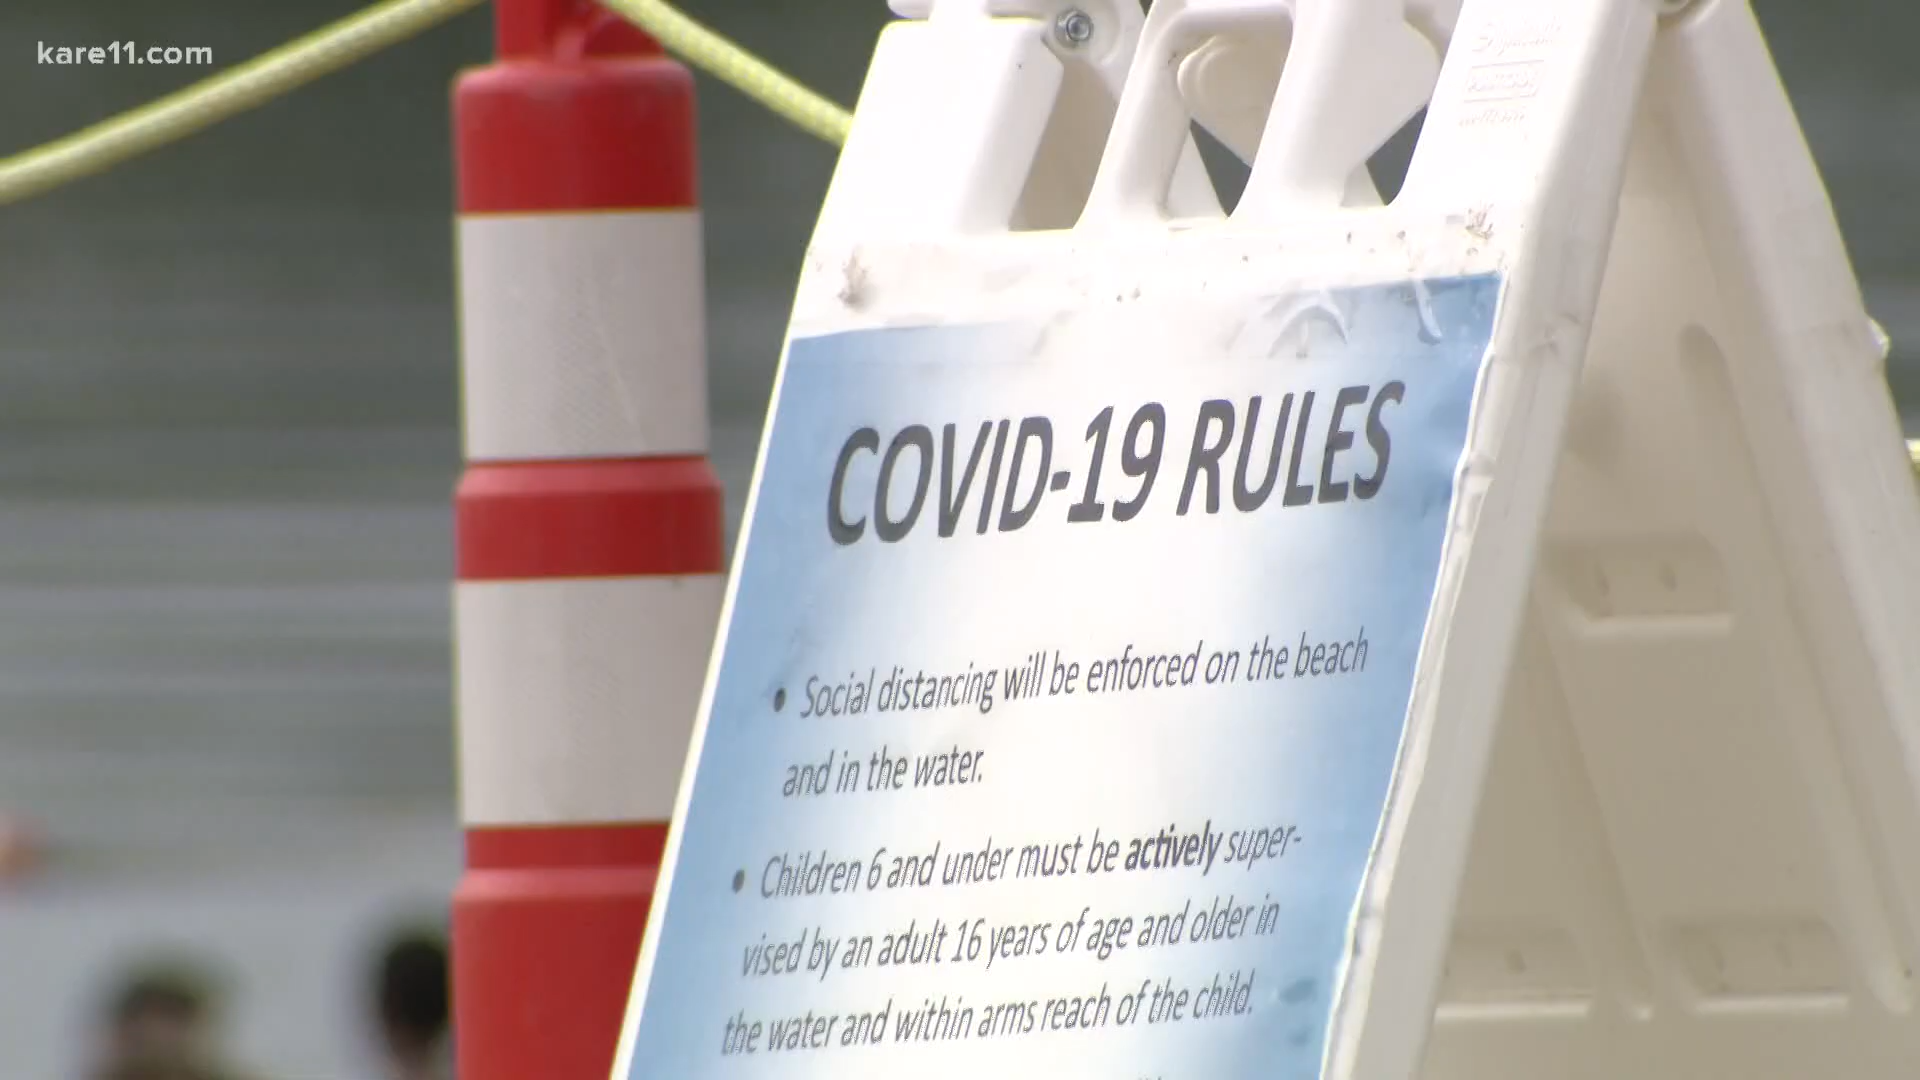 kare11.com
COVID-19 RULES
• Social distancing will be enforced on the beach
and in the water.
• Children 6 and under must be actively super-
vised by an adult 16 years of age and older in
the water and within arms reach of the child.